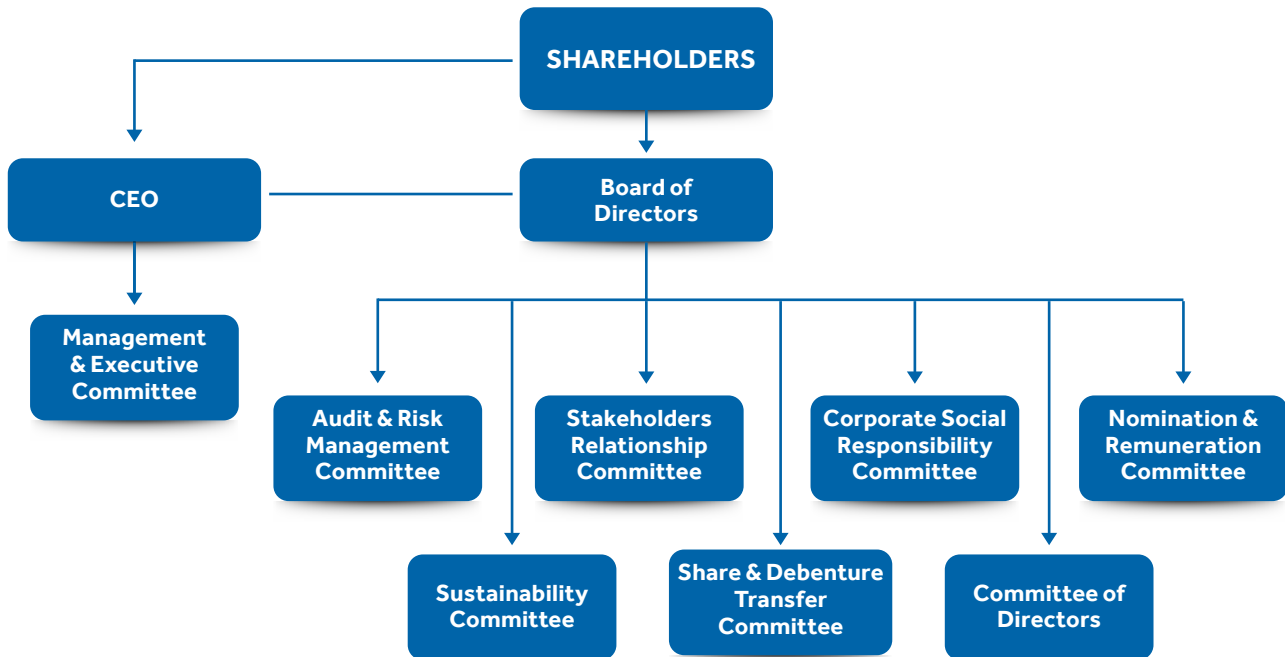 SHAREHOLDERS
CEO
Board of
Directors
Management
& Executive
Committee
Audit & Risk
Management
Committee
Stakeholders
Relationship
Committee
Corporate Social
Responsibility
Committee
Nomination &
Remuneration
Committee
Sustainability
Committee
Share & Debenture
Transfer
Committee
Committee of
Directors